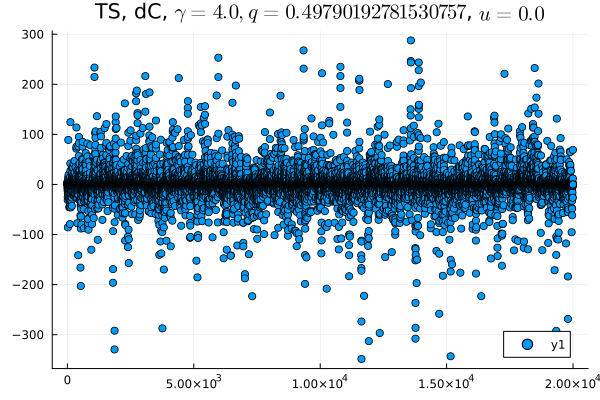 TS, dC, γ = 4.0, q = 0.49790192781530757, u = 0.0
300
200
100
0
−100
−200
−300
y1
0 5.00×10³ 1.00×10⁴ 1.50×10⁴ 2.00×10⁴